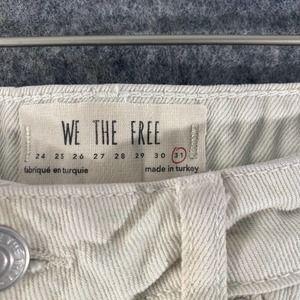 WE THE FREE
24 25 26 27 28 29 30 31
fabriqué en turquie made in turkey